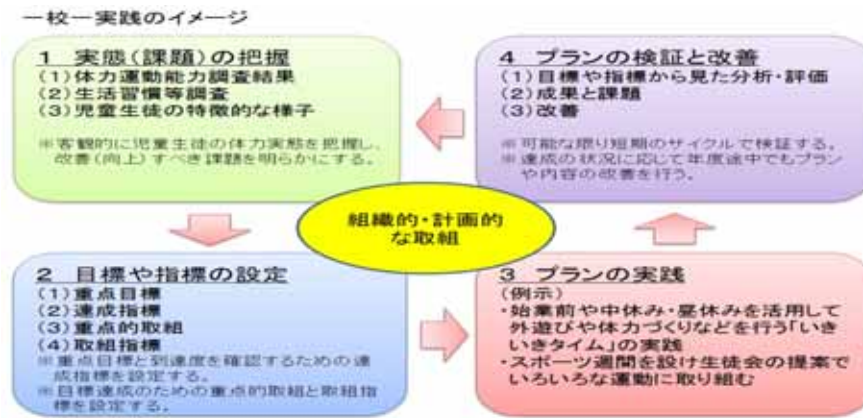 一校一実践のイメージ
1　実態(課題)の把握
(1)体力運動能力調査結果
(2)生活習慣等調査
(3)児童生徒の特徴的な様子
※客観的に児童生徒の体力実態を把握し、
改善(向上)すべき課題を明らかにする。
4　プランの検証と改善
(1)目標や指標から見た分析・評価
(2)成果と課題
(3)改善
※可能な限り短期のサイクルで検証する。
※達成の状況に応じて年度途中でもプラン
や内容の改善を行う。
組織的・計画的
な取組
2　目標や指標の設定
(1)重点目標
(2)達成指標
(3)重点的取組
(4)取組指標
※重点目標と到達度を確認するための達
成指標を設定する。
※目標達成のための重点的取組と取組指
標を設定する。
3　プランの実践
(例示)
・始業前や中休み・昼休みを活用して
外遊びや体力づくりなどを行う「いき
いきタイム」の実践
・スポーツ週間を設け生徒会の提案で
いろいろな運動に取り組む